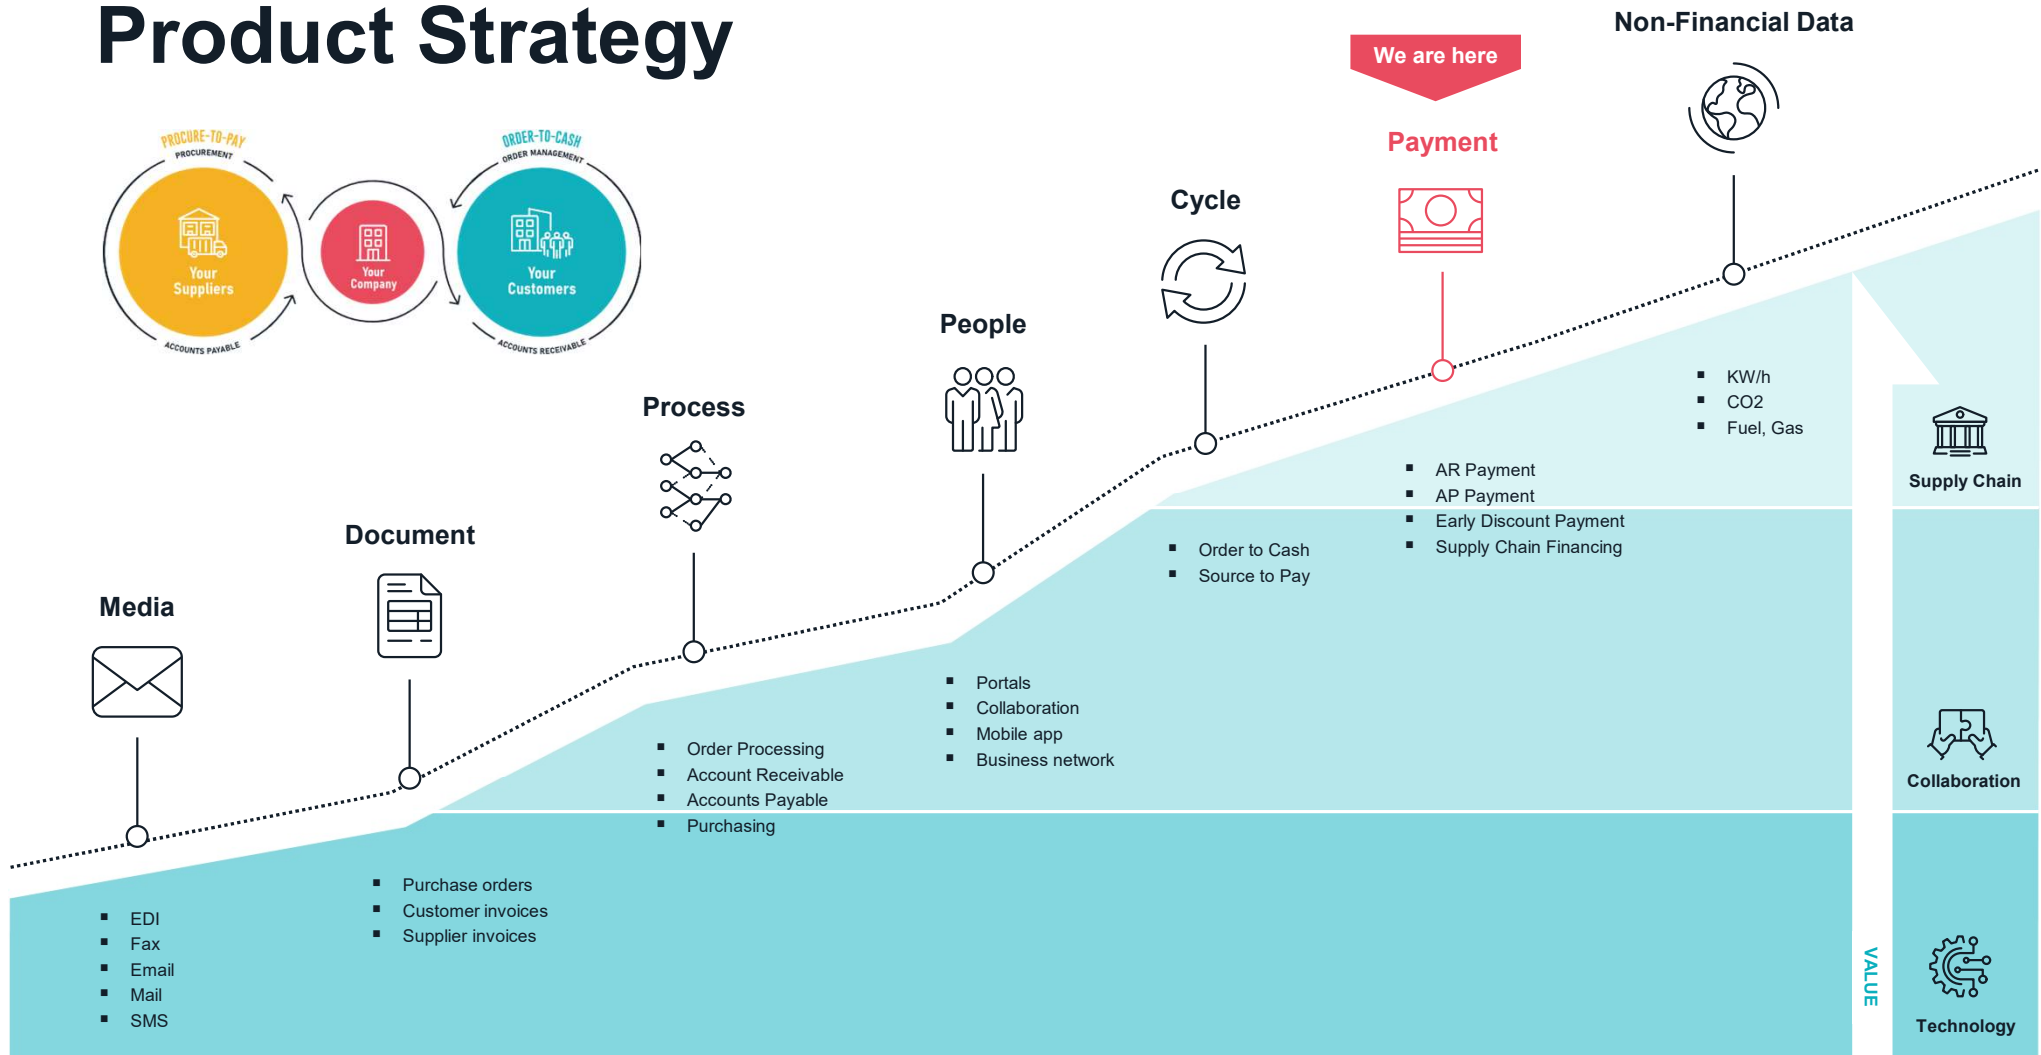 Product Strategy
PROCURE-TO-PAY
PROCUREMENT
Your
Suppliers
ACCOUNTS PAYABLE
Your
Company
ORDER-TO-CASH
ORDER MANAGEMENT
Your
Customers
ACCOUNTS RECEIVABLE
Media
EDI
Fax
Email
Mail
SMS
Document
Purchase orders
Customer invoices
Supplier invoices
Process
Order Processing
Account Receivable
Accounts Payable
Purchasing
People
Portals
Collaboration
Mobile app
Business network
Cycle
Order to Cash
Source to Pay
We are here
Payment
AR Payment
AP Payment
Early Discount Payment
Supply Chain Financing
Non-Financial Data
KW/h
CO2
Fuel, Gas
VALUE
Supply Chain
Collaboration
Technology